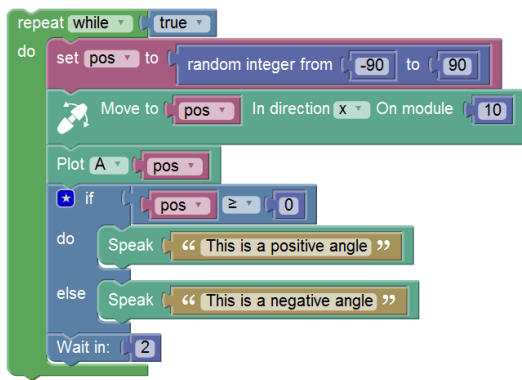 repeat while true
do set pos to random integer from -90 to 90
Move to pos In direction x On module 10
Plot A pos
if pos ≥ 0
do Speak “ This is a positive angle ”
else Speak “ This is a negative angle ”
Wait in: 2